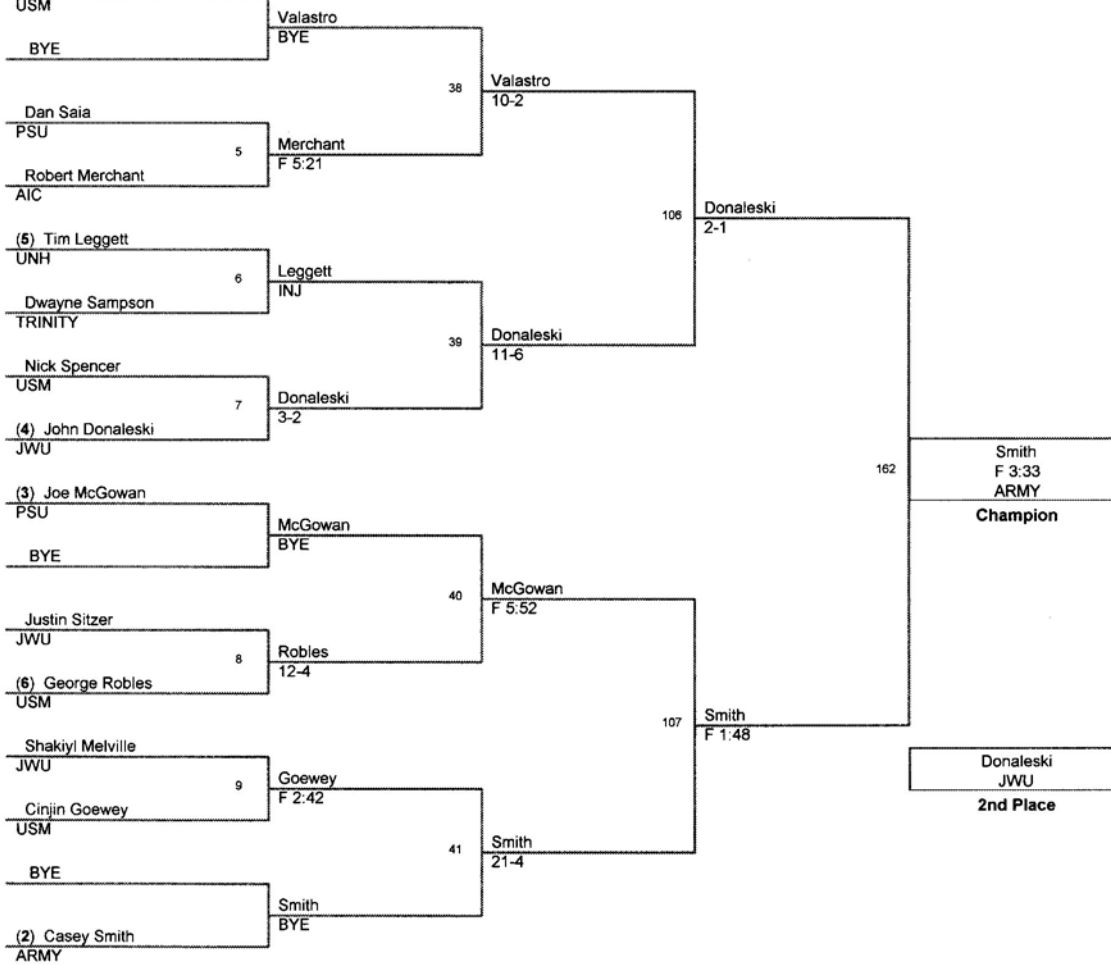 USM
BYE
Dan Saia
PSU
5
Robert Merchant
AIC
(5) Tim Leggett
UNH
6
Dwayne Sampson
TRINITY
Nick Spencer
USM
7
(4) John Donaleski
JWU
(3) Joe McGowan
PSU
BYE
Justin Sitzer
JWU
8
(6) George Robles
USM
Shakiyl Melville
JWU
9
Cinjin Goewey
USM
BYE
(2) Casey Smith
ARMY
Valastro
BYE
38
Merchant
F 5:21
Leggett
INJ
39
Donaleski
3-2
McGowan
BYE
40
Robles
12-4
Goewey
F 2:42
41
Smith
BYE
Valastro
10-2
106
Donaleski
11-6
McGowan
F 5:52
107
Smith
21-4
Donaleski
2-1
162
Smith
F 1:48
Smith
F 3:33
ARMY
Champion
Donaleski
JWU
2nd Place